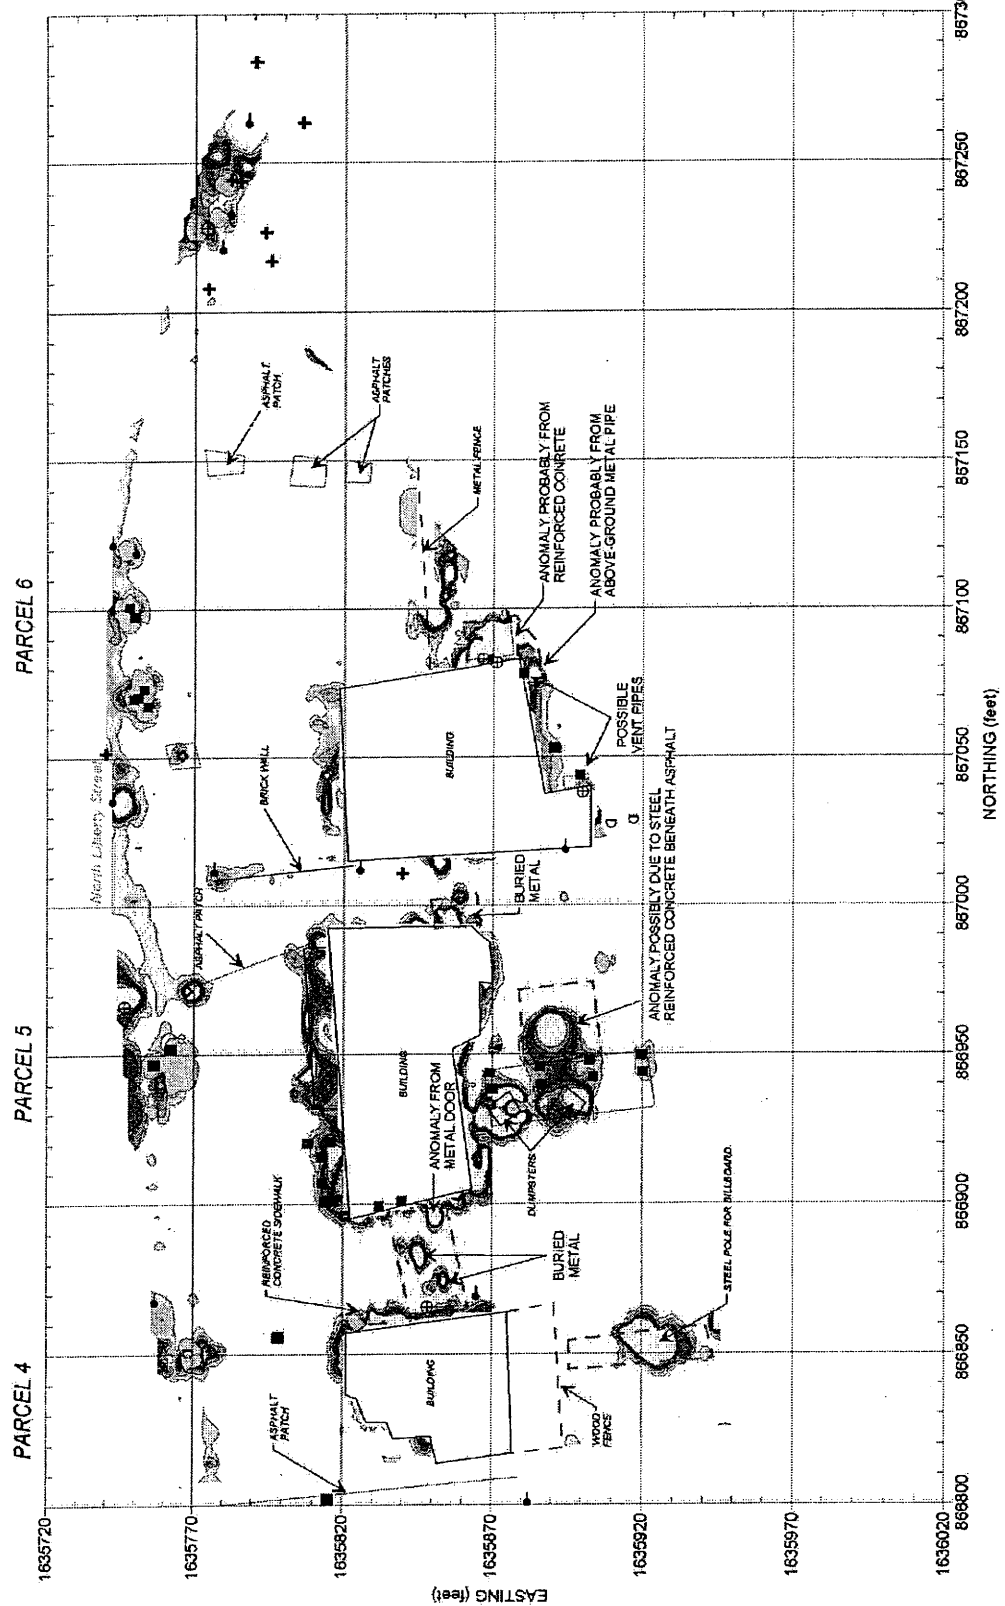 PARCEL 4
PARCEL 5
PARCEL 6
North Liberty Street
ASPHALT
PATCH
ASPHALT
PATCHES
ASPHALT PATCH
BRICK WALL
METAL FENCE
ANOMALY PROBABLY FROM
REINFORCED CONRETE
ANOMALY PROBABLY FROM
ABOVE-GROUND METAL PIPE
BUILDING
POSSIBLE
VENT PIPES
BURIED
METAL
ANOMALY POSSIBLY DUE TO STEEL
REINFORCED CONCRETE BENEATH ASPHALT
BUILDING
ANOMALY FROM
METAL DOOR
DUMPSTERS
REINFORCED
CONCRETE SIDEWALK
BURIED
METAL
STEEL POLE FOR BILLBOARD
BUILDING
ASPHALT
PATCH
WOOD
FENCE
1635720
1635770
1635820
1635870
1635920
1635970
1636020
EASTING (feet)
866800
866850
866900
866950
867000
867050
867100
867150
867200
867250
86730
NORTHING (feet)